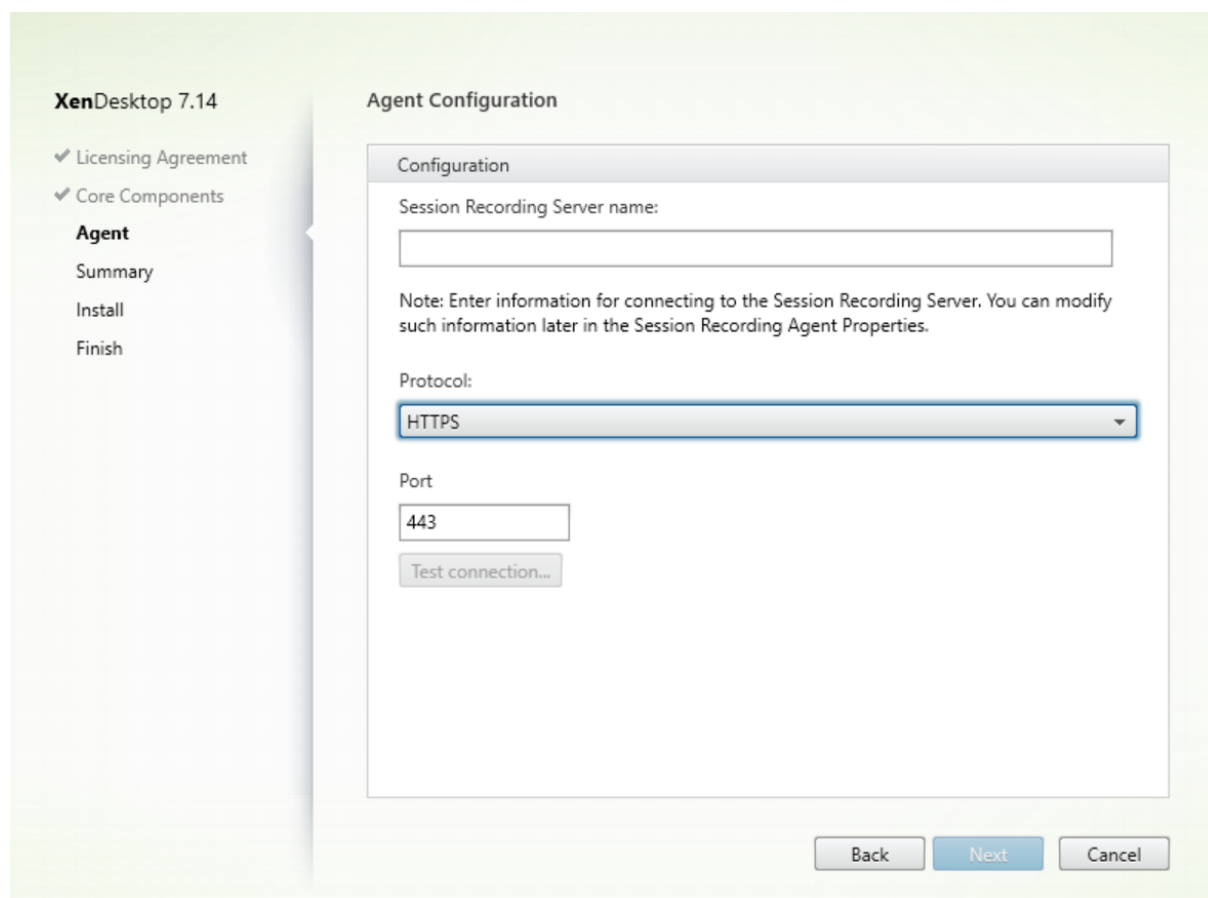 XenDesktop 7.14
Licensing Agreement
Core Components
Agent
Summary
Install
Finish
Agent Configuration
Configuration
Session Recording Server name:
Note: Enter information for connecting to the Session Recording Server. You can modify
such information later in the Session Recording Agent Properties.
Protocol:
HTTPS
Port
443
Test connection...
Back
Next
Cancel